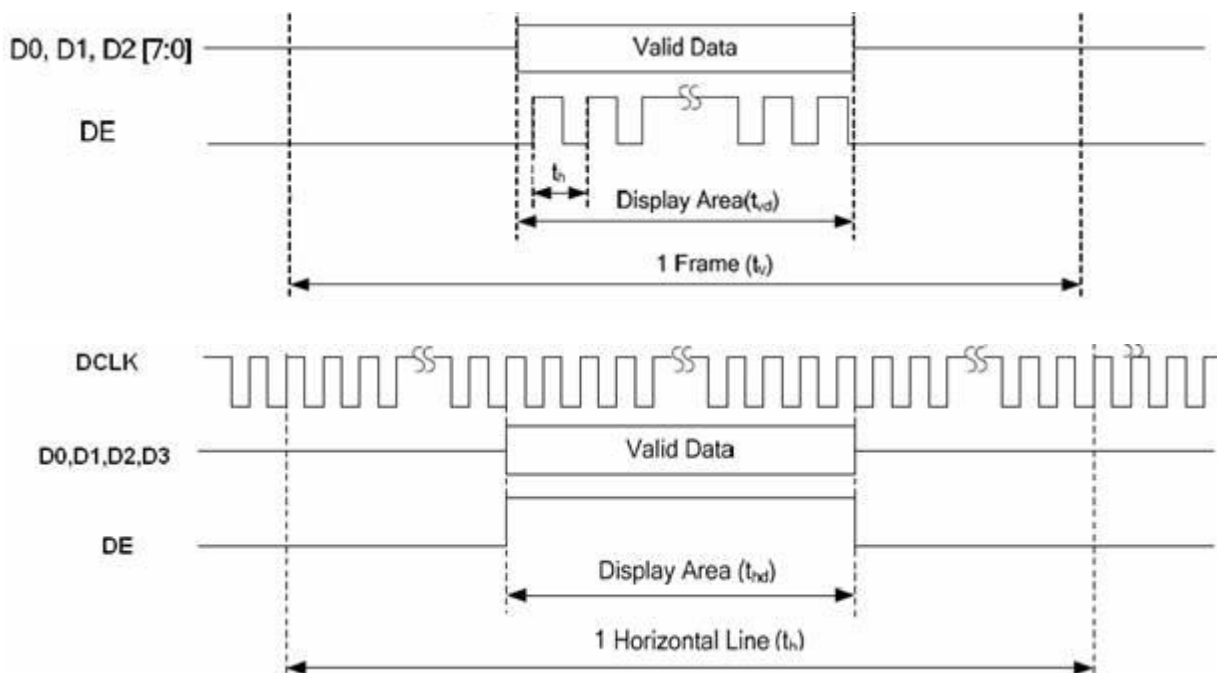 D0, D1, D2 [7:0]
Valid Data
DE
th
Display Area(tvd)
1 Frame (tv)
DCLK
D0,D1,D2,D3
Valid Data
DE
Display Area (thd)
1 Horizontal Line (th)